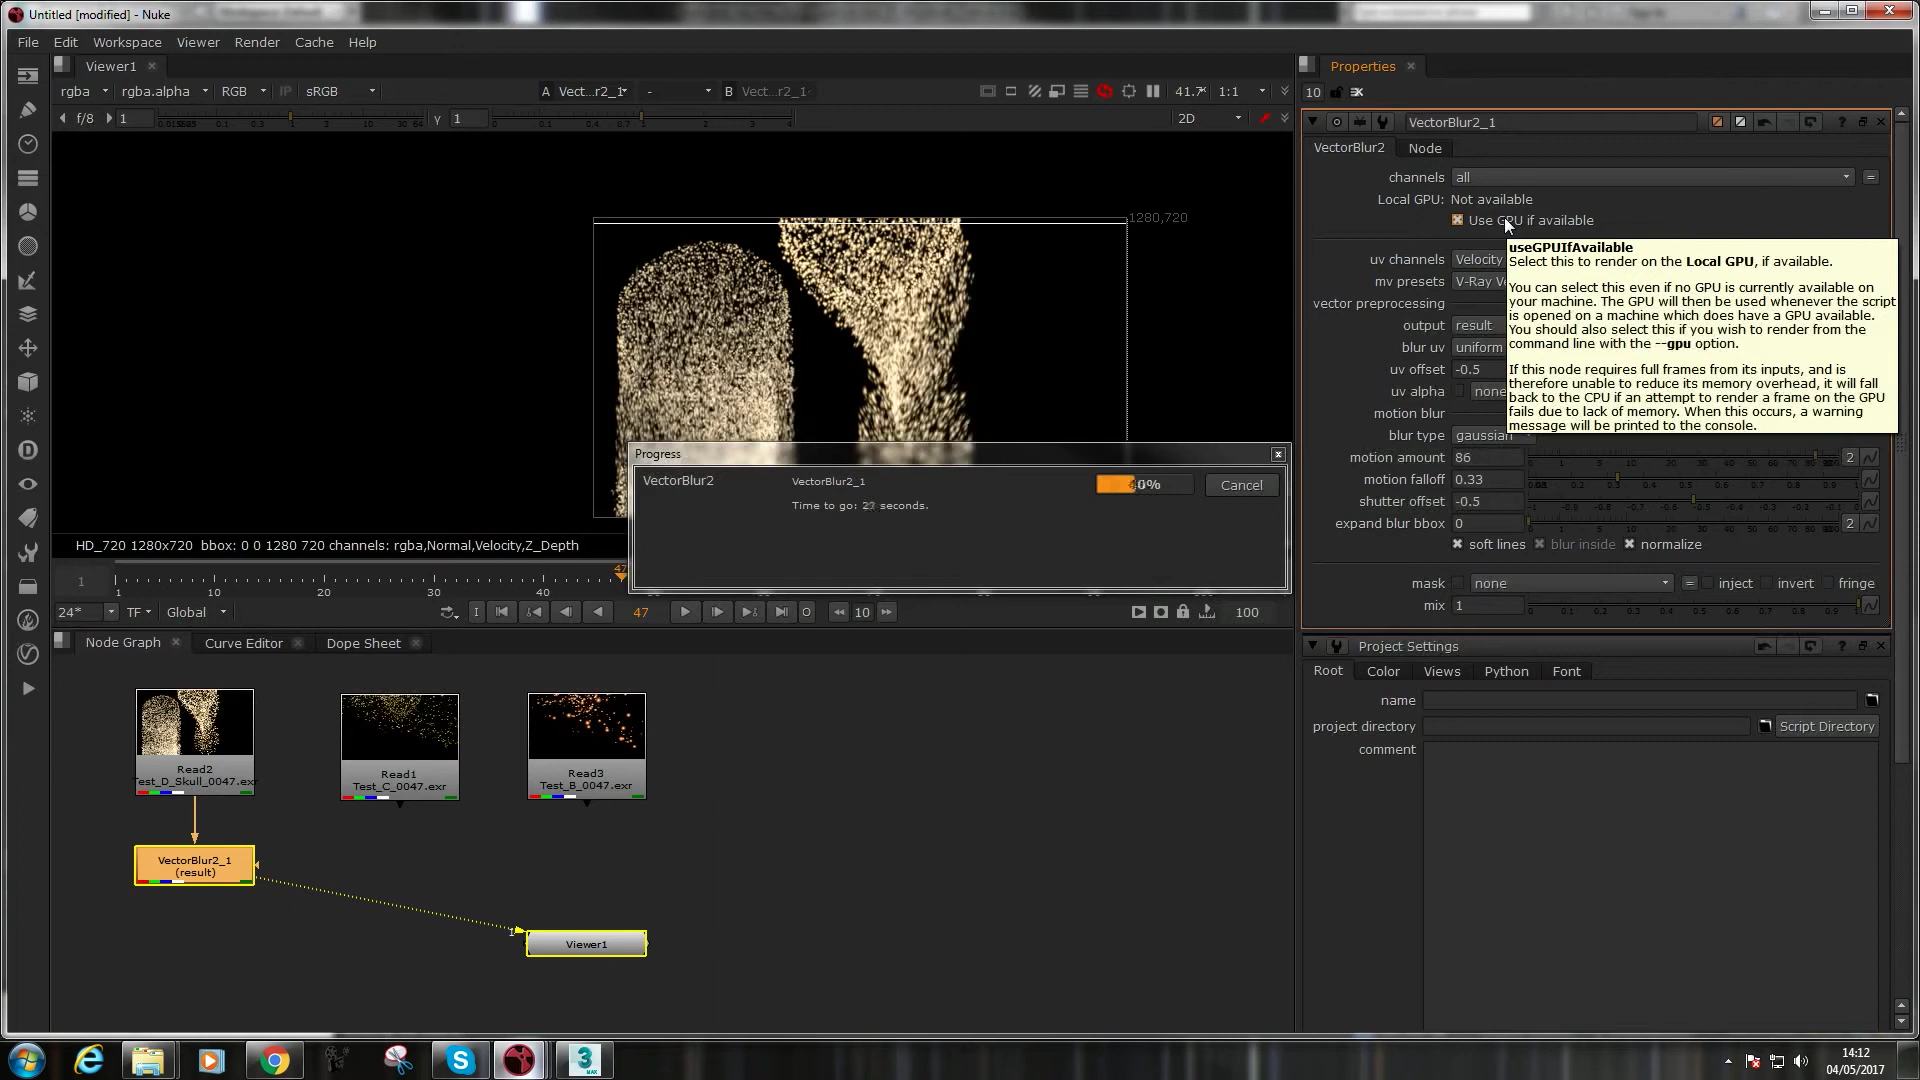 Untitled [modified] - Nuke
File Edit Workspace Viewer Render Cache Help
Viewer1
rgba rgba.alpha RGB IP sRGB A Vect...r2_1 - B Vect...r2_1 41.7 1:1
f/8 1 γ 1 2D
1280,720
HD_720 1280x720 bbox: 0 0 1280 720 channels: rgba,Normal,Velocity,Z_Depth
1 1 10 20 30 40 47
24* TF Global I O 47 10 100
Progress
VectorBlur2 VectorBlur2_1 Cancel
Time to go: seconds.
Node Graph Curve Editor Dope Sheet
Read2
Test_D_Skull_0047.exr
Read1
Test_C_0047.exr
Read3
Test_B_0047.exr
VectorBlur2_1
(result)
1
Viewer1
Properties
10
VectorBlur2_1
VectorBlur2 Node
channels all =
Local GPU: Not available
Use GPU if available
uv channels Velocity
mv presets V-Ray
vector preprocessing
output result
blur uv uniform
uv offset -0.5
uv alpha none
motion blur
blur type gaussian
motion amount 86 2
motion falloff 0.33
shutter offset -0.5
expand blur bbox 0 2
soft lines blur inside normalize
mask none = inject invert fringe
mix 1
useGPUIfAvailable
Select this to render on the Local GPU, if available.
You can select this even if no GPU is currently available on
your machine. The GPU will then be used whenever the script
is opened on a machine which does have a GPU available.
You should also select this if you wish to render from the
command line with the --gpu option.
If this node requires full frames from its inputs, and is
therefore unable to reduce its memory overhead, it will fall
back to the CPU if an attempt to render a frame on the GPU
fails due to lack of memory. When this occurs, a warning
message will be printed to the console.
Project Settings
Root Color Views Python Font
name
project directory Script Directory
comment
14:12
04/05/2017